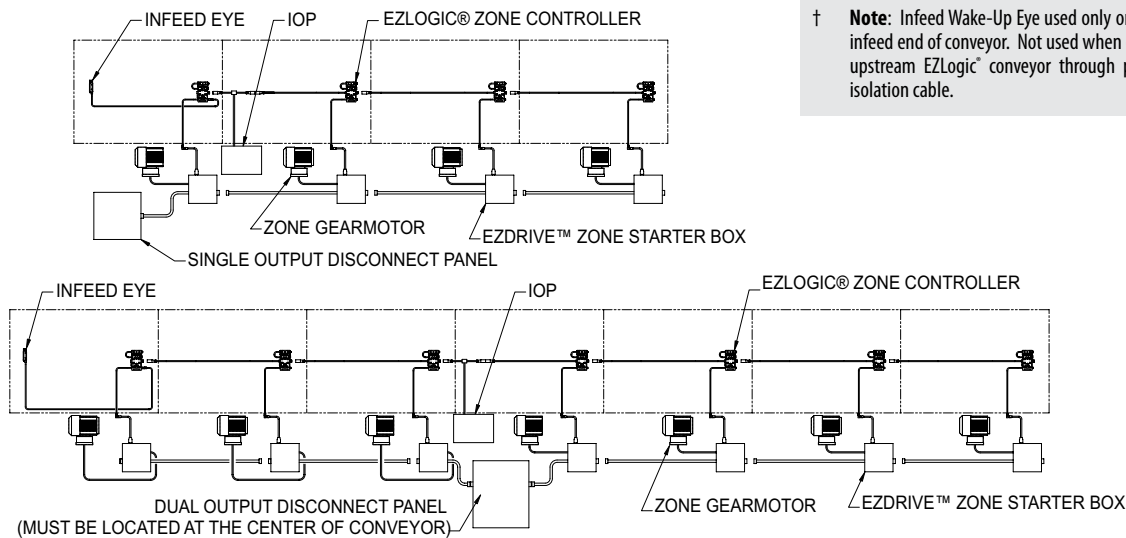 INFEED EYE
IOP
EZLOGIC® ZONE CONTROLLER
† Note: Infeed Wake-Up Eye used only
infeed end of conveyor. Not used when
upstream EZLogic® conveyor through
isolation cable.
ZONE GEARMOTOR
EZDRIVE™ ZONE STARTER BOX
SINGLE OUTPUT DISCONNECT PANEL
INFEED EYE
IOP
EZLOGIC® ZONE CONTROLLER
DUAL OUTPUT DISCONNECT PANEL
(MUST BE LOCATED AT THE CENTER OF CONVEYOR)
ZONE GEARMOTOR
EZDRIVE™ ZONE STARTER BOX